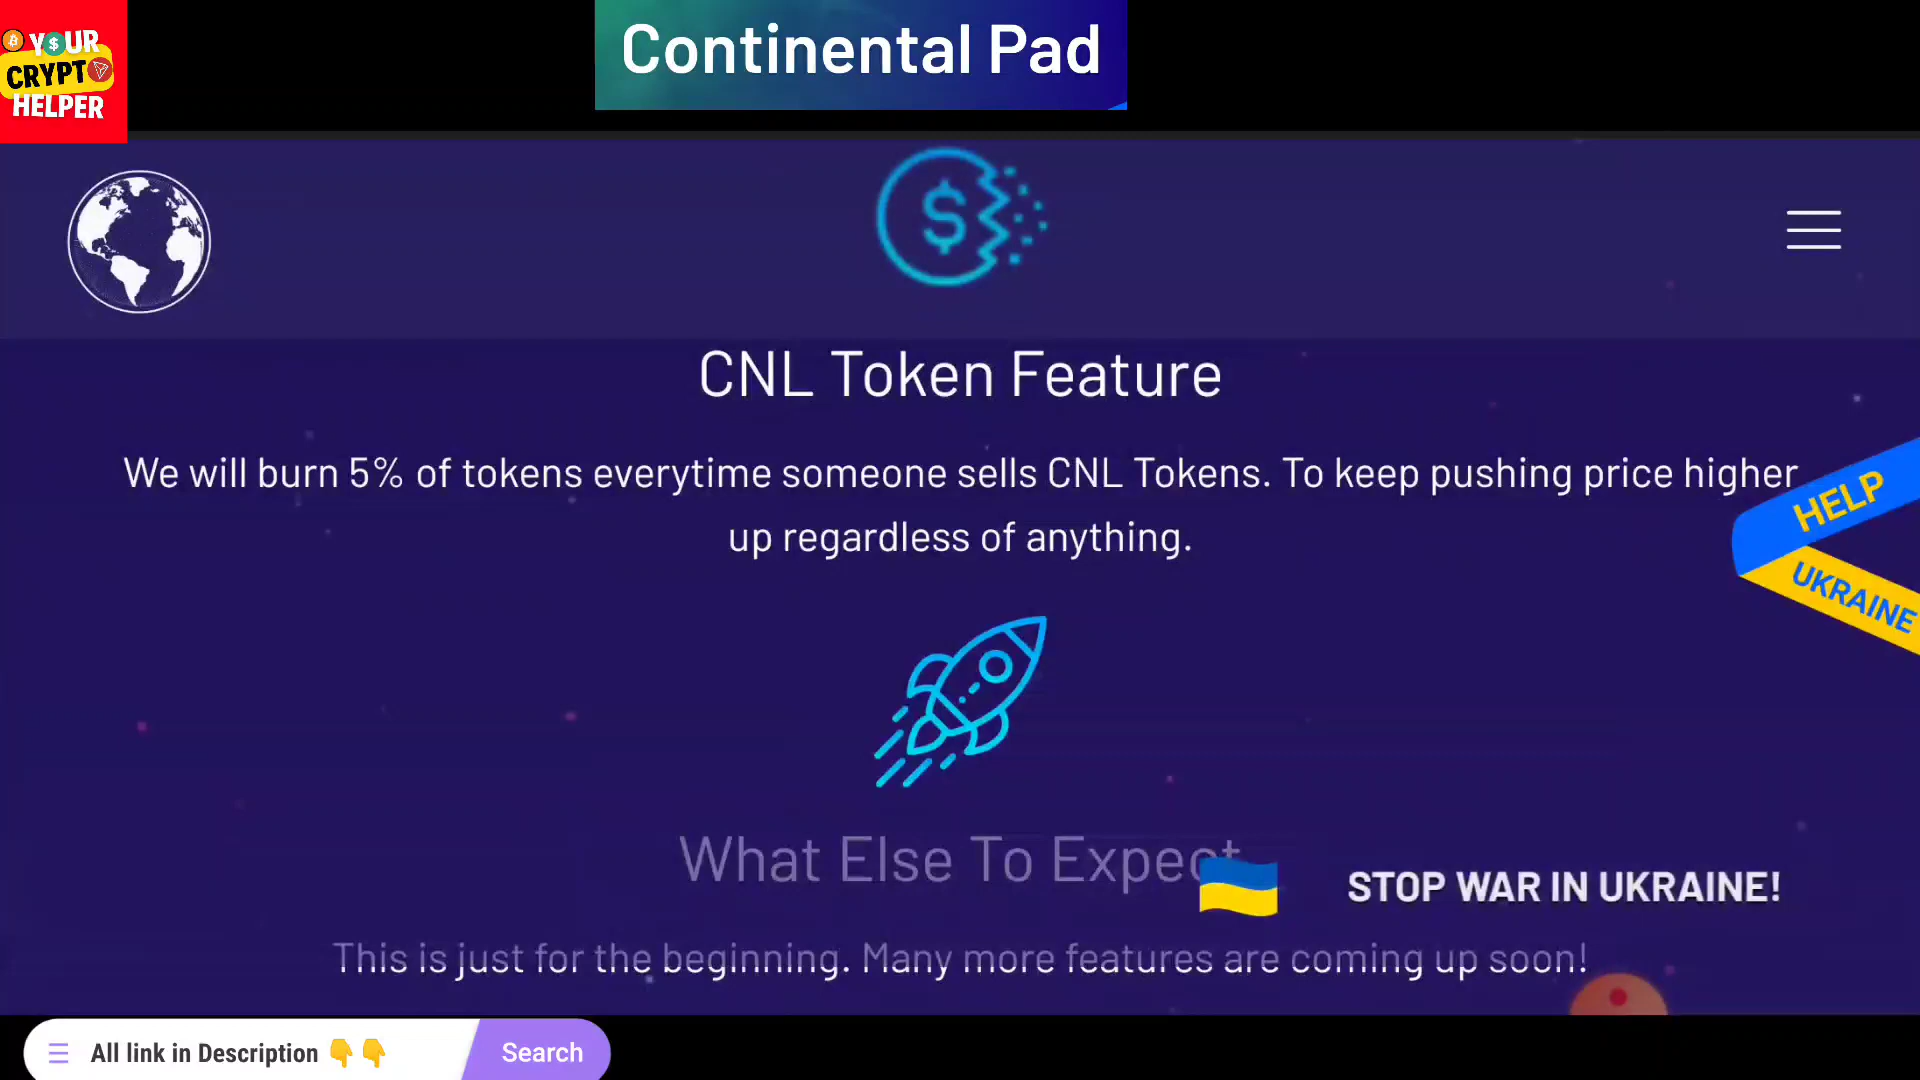 Y$UR
CRYPT
HELPER
Continental Pad
$
CNL Token Feature
We will burn 5% of tokens everytime someone sells CNL Tokens. To keep pushing price higher
up regardless of anything.
HELP
UKRAINE
What Else To Expect
STOP WAR IN UKRAINE!
This is just for the beginning. Many more features are coming up soon!
All link in Description 👇👇
Search